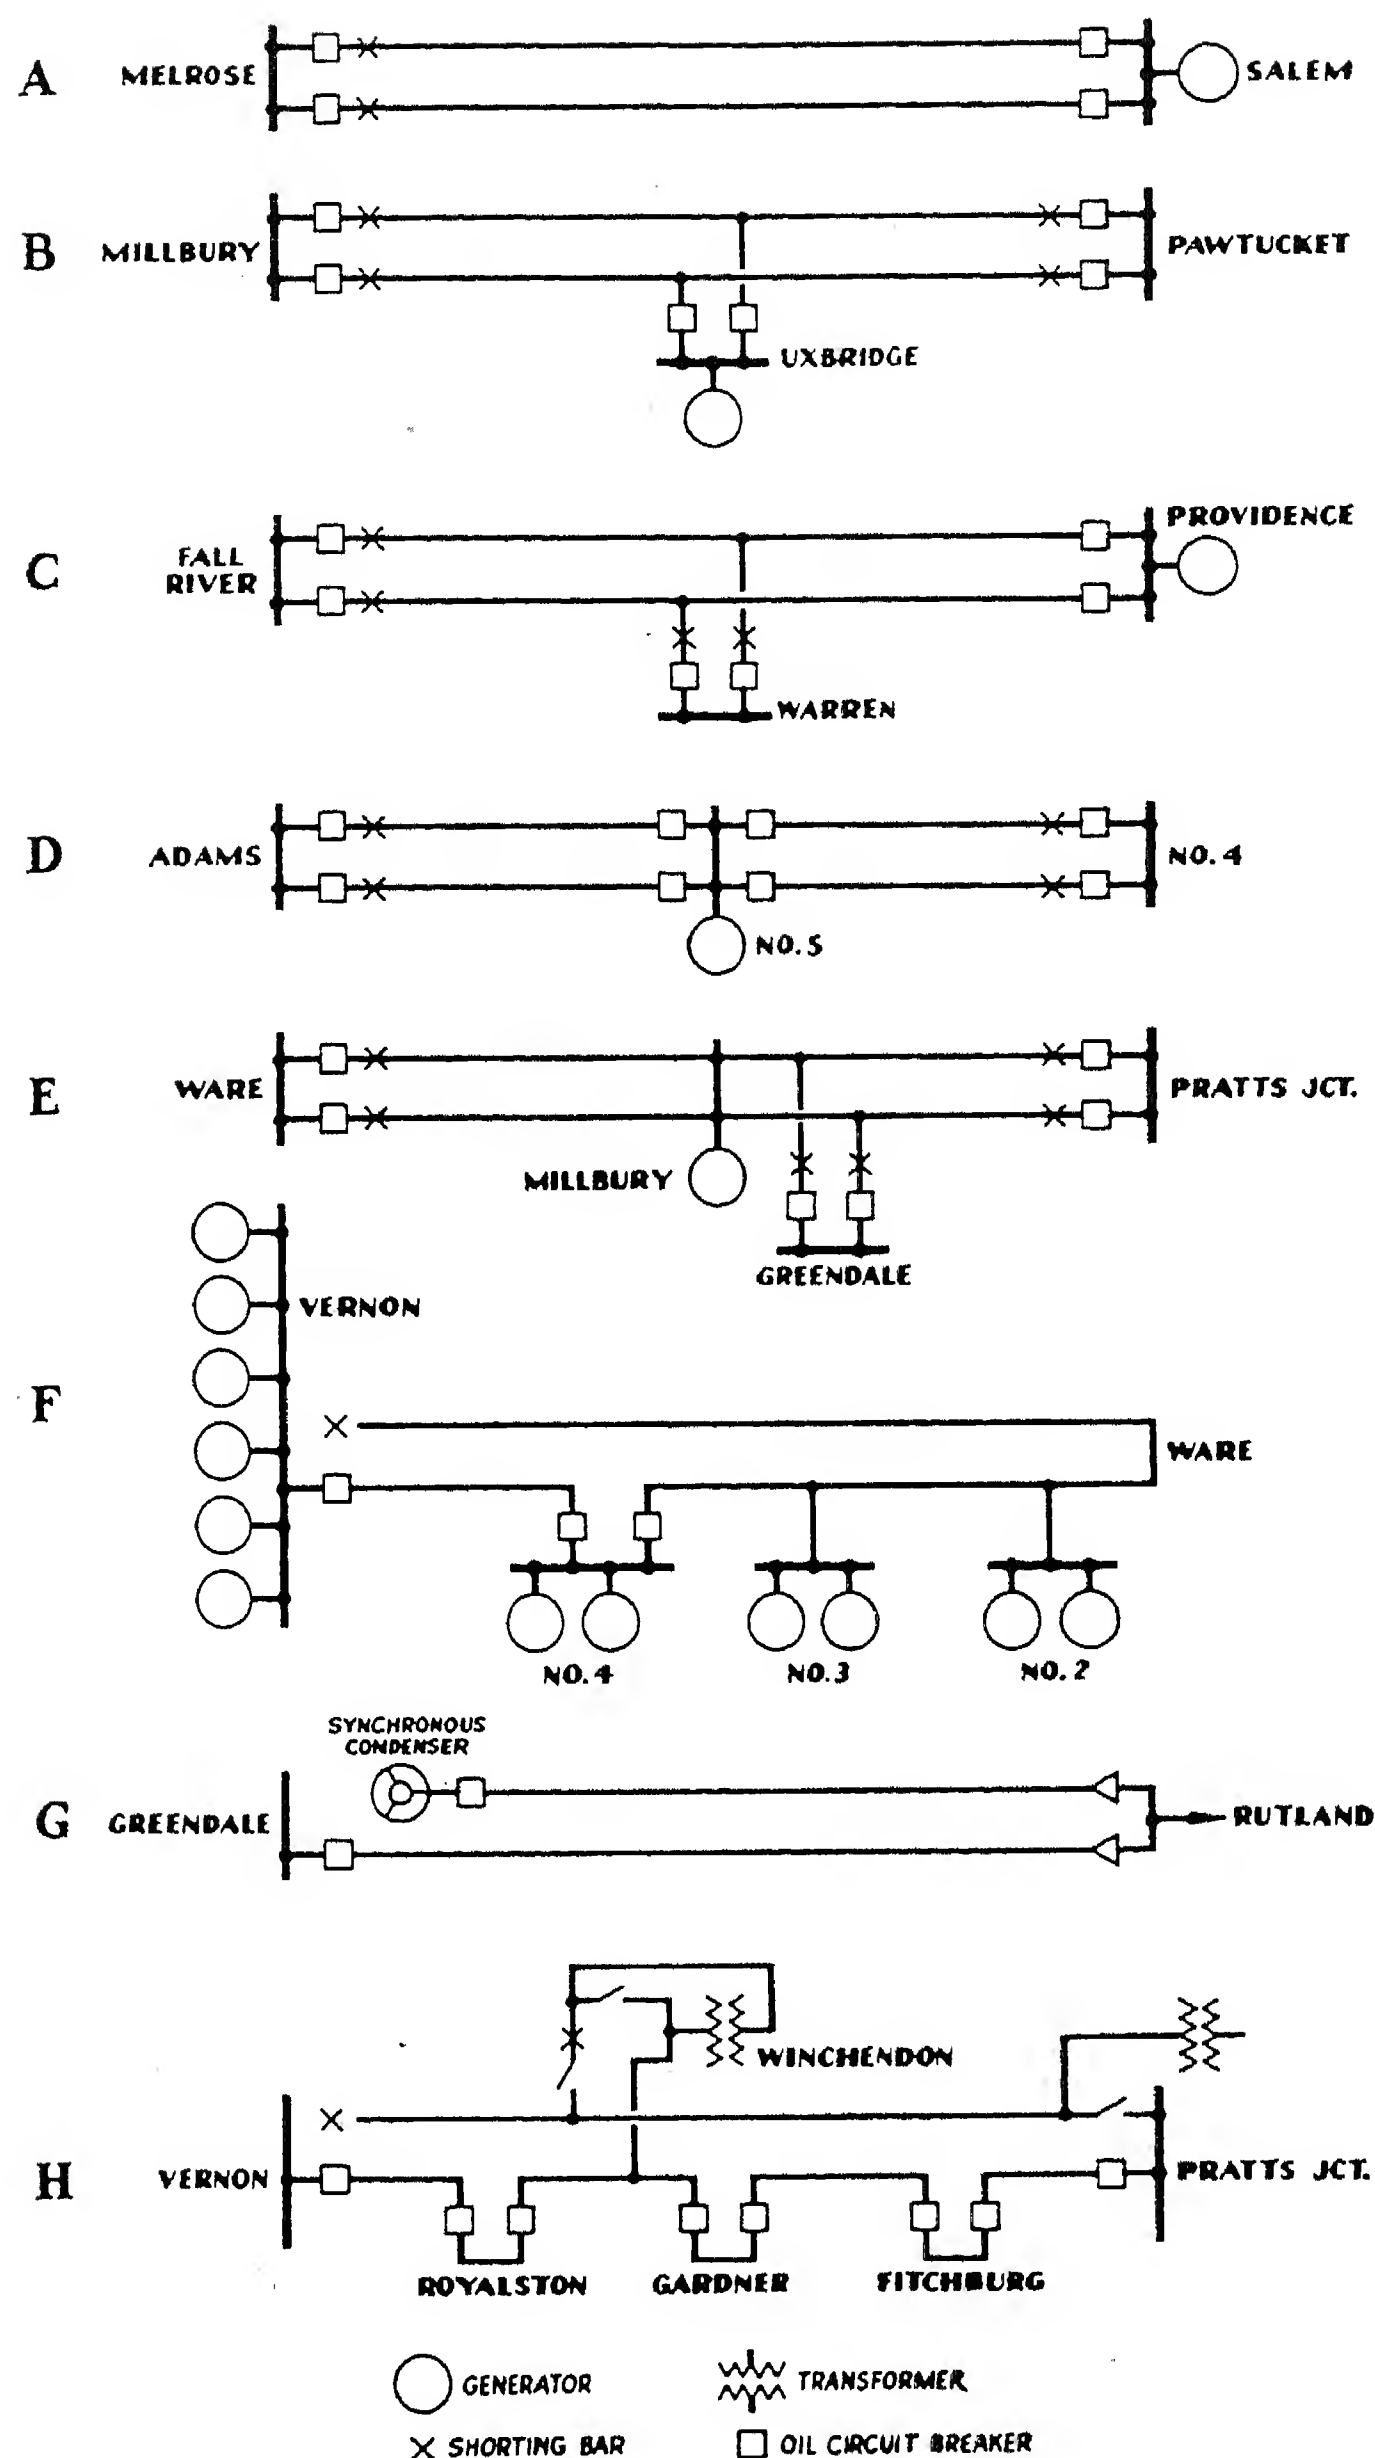 A
MELROSE
SALEM
B
MILLBURY
PAWTUCKET
UXBRIDGE
C
FALL
RIVER
PROVIDENCE
WARREN
D
ADAMS
NO. 4
NO. 5
E
WARE
PRATTS JCT.
MILLBURY
GREENDALE
VERNON
F
WARE
NO. 4
NO. 3
NO. 2
SYNCHRONOUS
CONDENSER
G
GREENDALE
RUTLAND
WINCHENDON
H
VERNON
PRATTS JCT.
ROYALSTON
GARDNER
FITCHBURG
GENERATOR
TRANSFORMER
SHORTING BAR
OIL CIRCUIT BREAKER